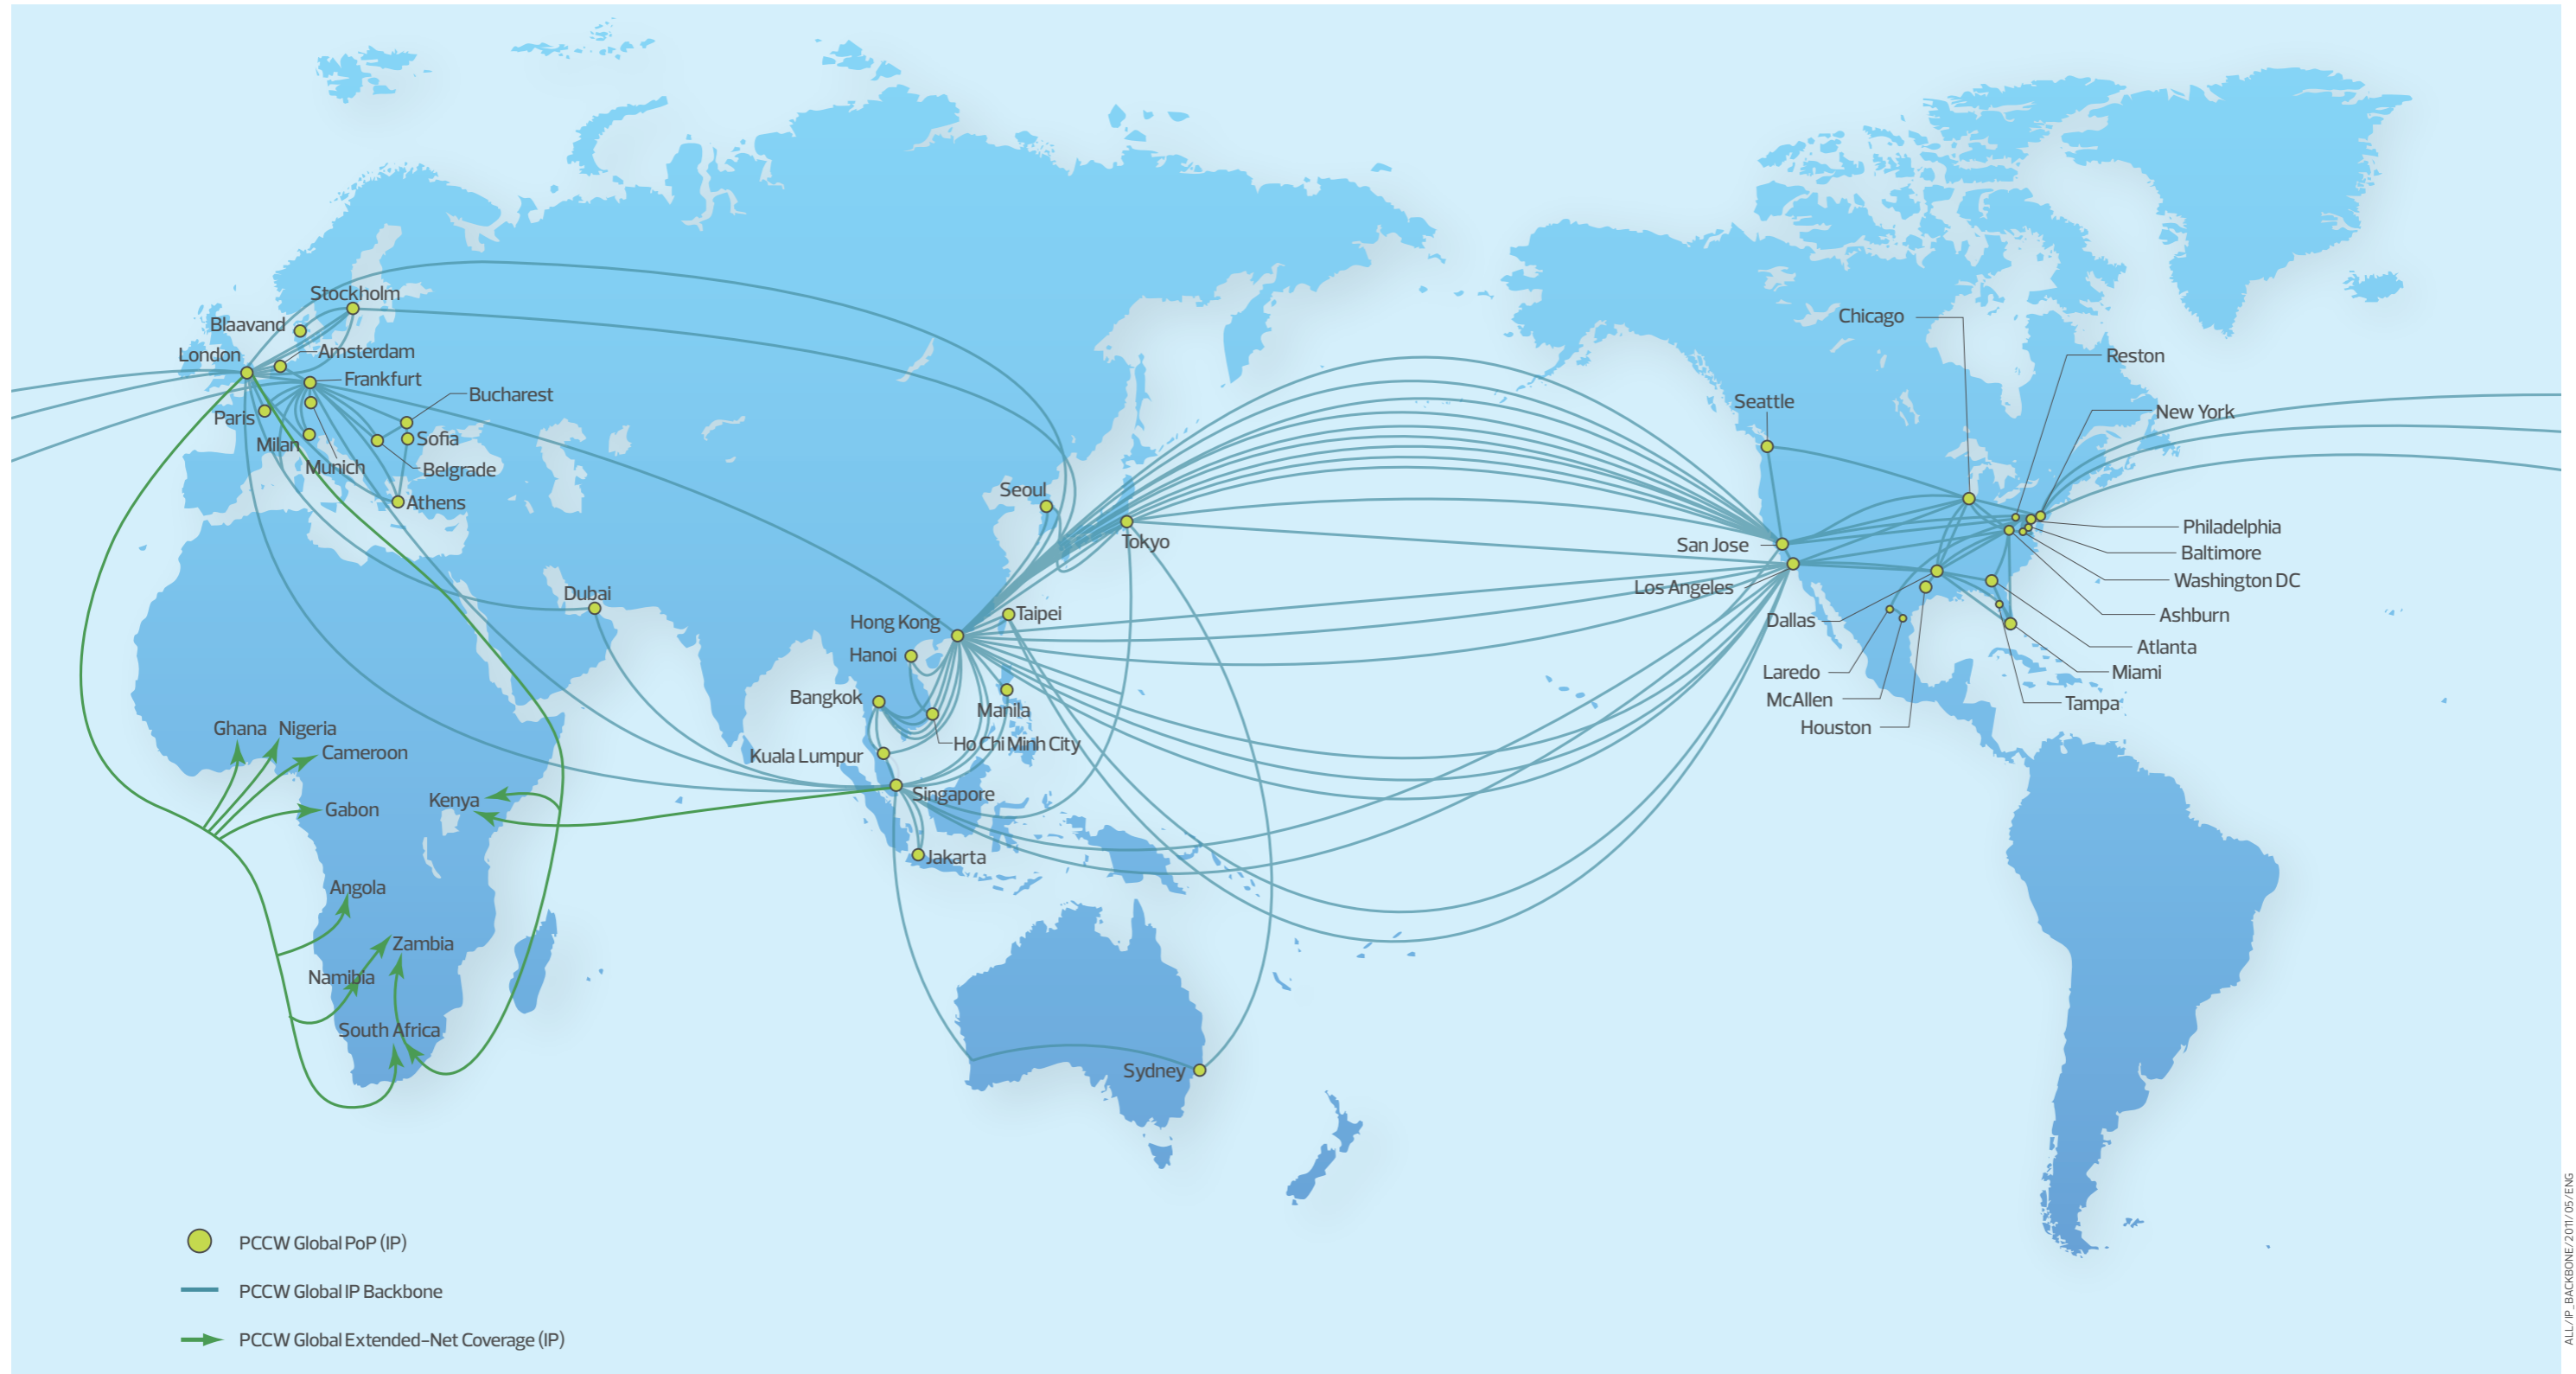 Stockholm
Blaavand
London
Amsterdam
Frankfurt
Bucharest
Paris
Milan
Sofia
Munich
Belgrade
Athens
Dubai
Seoul
Tokyo
Taipei
Hong Kong
Hanoi
Bangkok
Manila
Ho Chi Minh City
Kuala Lumpur
Singapore
Jakarta
Sydney
Ghana
Nigeria
Cameroon
Gabon
Kenya
Angola
Zambia
Namibia
South Africa
Chicago
Reston
Seattle
New York
Philadelphia
San Jose
Baltimore
Washington DC
Los Angeles
Ashburn
Dallas
Atlanta
Laredo
Miami
McAllen
Tampa
Houston
PCCW Global PoP (IP)
PCCW Global IP Backbone
PCCW Global Extended-Net Coverage (IP)
ALL/IP_BACKBONE/2011/05/ENG